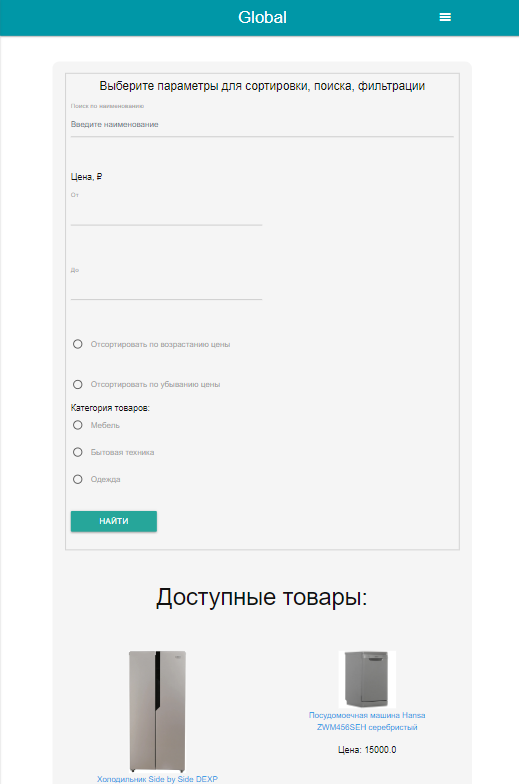 Global
Выберите параметры для сортировки, поиска, фильтрации
Поиск по наименованию
Введите наименование
Цена, ₽
От
До
Отсортировать по возрастанию цены
Отсортировать по убыванию цены
Категория товаров:
Мебель
Бытовая техника
Одежда
НАЙТИ
Доступные товары:
Посудомоечная машина Hansa
ZWM456SEH серебристый
Цена: 15000.0
Холодильник Side by Side DEXP